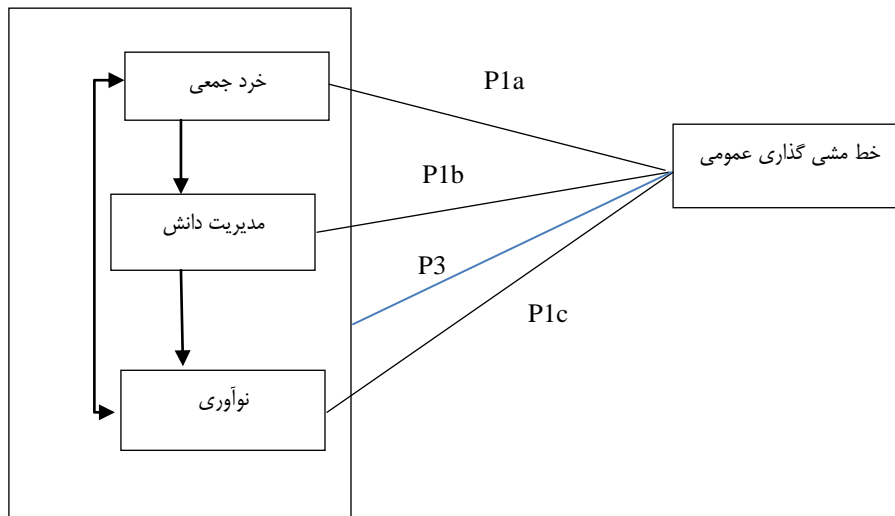 خرد جمعی
P1a
خط مشی گذاری عمومی
P1b
مدیریت دانش
P3
P1c
نوآوری